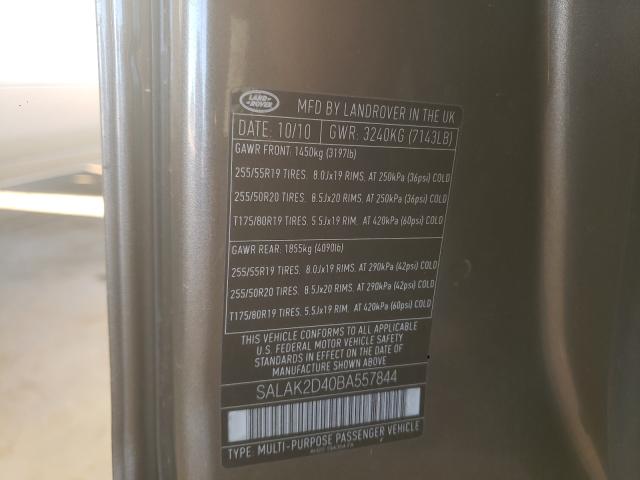 LAND ROVER
MFD BY LANDROVER IN THE UK
DATE: 10/10 GWR: 3240KG (7143LB)
GAWR FRONT: 1450kg (3197lb)
255/55R19 TIRES. 8.0Jx19 RIMS. AT 250kPa (36psi) COLD
255/50R20 TIRES. 8.5Jx20 RIMS. AT 250kPa (36psi) COLD
T175/80R19 TIRES. 5.5Jx19 RIM. AT 420kPa (60psi) COLD
GAWR REAR: 1855kg (4090lb)
255/55R19 TIRES. 8.0Jx19 RIMS. AT 290kPa (42psi) COLD
255/50R20 TIRES. 8.5Jx20 RIMS. AT 290kPa (42psi) COLD
T175/80R19 TIRES. 5.5Jx19 RIM. AT 420kPa (60psi) COLD
THIS VEHICLE CONFORMS TO ALL APPLICABLE
U.S. FEDERAL MOTOR VEHICLE SAFETY
STANDARDS IN EFFECT ON THE DATE OF
MANUFACTURE SHOWN ABOVE
SALAK2D40BA557844
TYPE: MULTI-PURPOSE PASSENGER VEHICLE